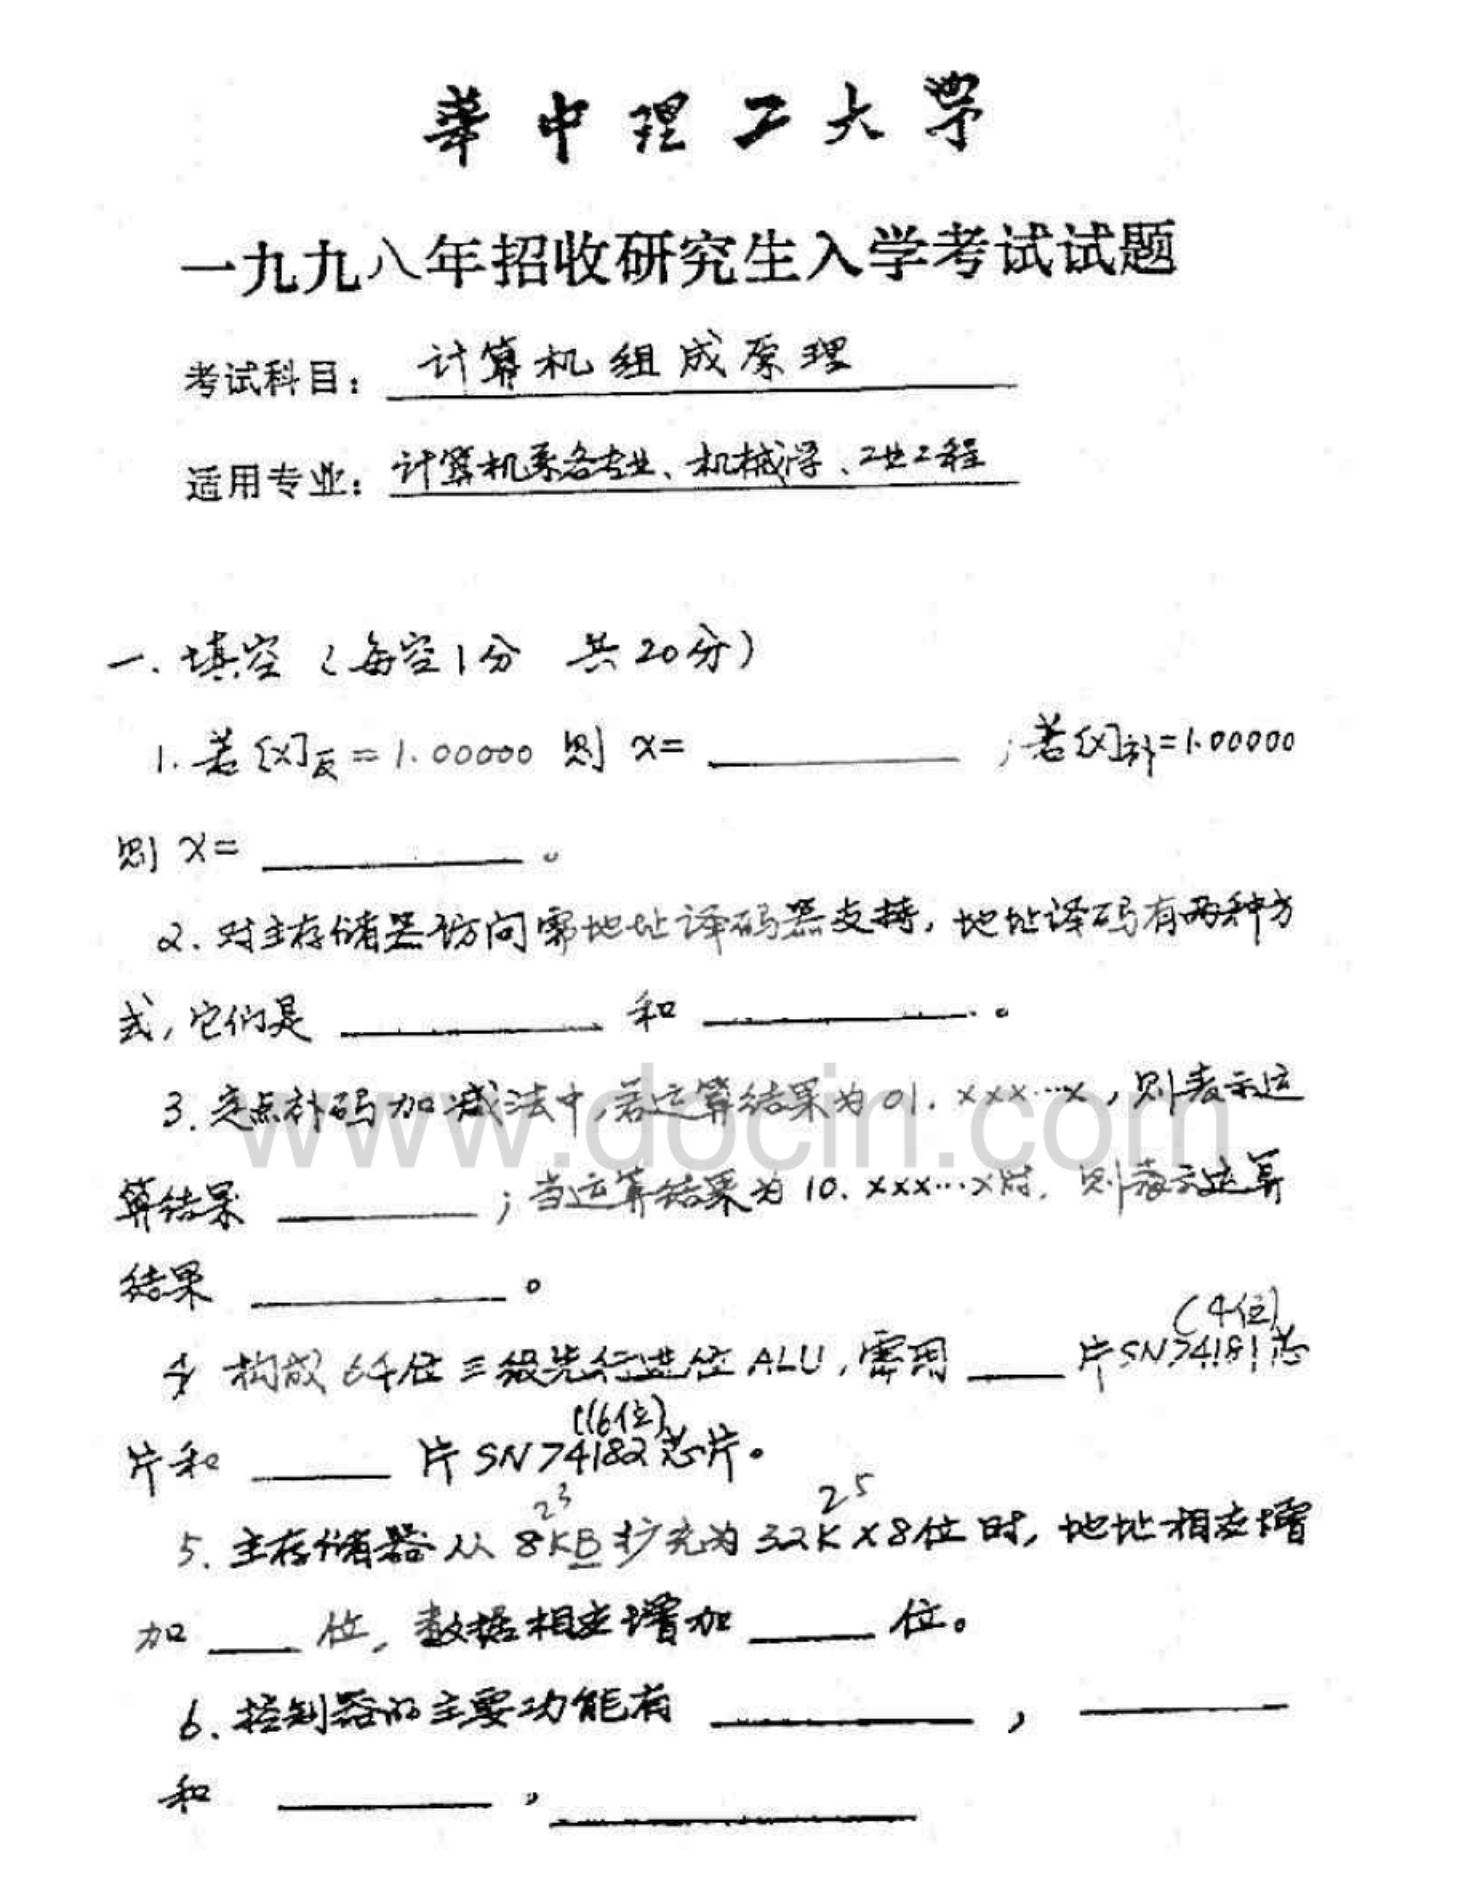 華中理工大学
一九九八年招收研究生入学考试试题
考试科目： 计算机组成原理
适用专业： 计算机系各专业、机械学、工业工程
一．填空（每空1分 共20分）
1. 若[X]反=1.00000 则 x= ；若[X]补=1.00000
则 x= 。
2. 对主存储器访问需地址译码器支持，地址译码有两种方
式，它们是 和 。
3. 定点补码加减法中，若运算结果为01.×××…×，则表示运
算结果 ；当运算结果为10.×××…×时，则表示运算
结果 。
(4位)
4 构成64位三级先行进位ALU，需用 片SN74181芯
(16位)
片和 片SN74182芯片。
2^3 2^5
5. 主存储器从8KB扩充为32K×8位时，地址相应增
加 位，数据相应增加 位。
6. 控制器的主要功能有 ，
和 ，
www.docin.com